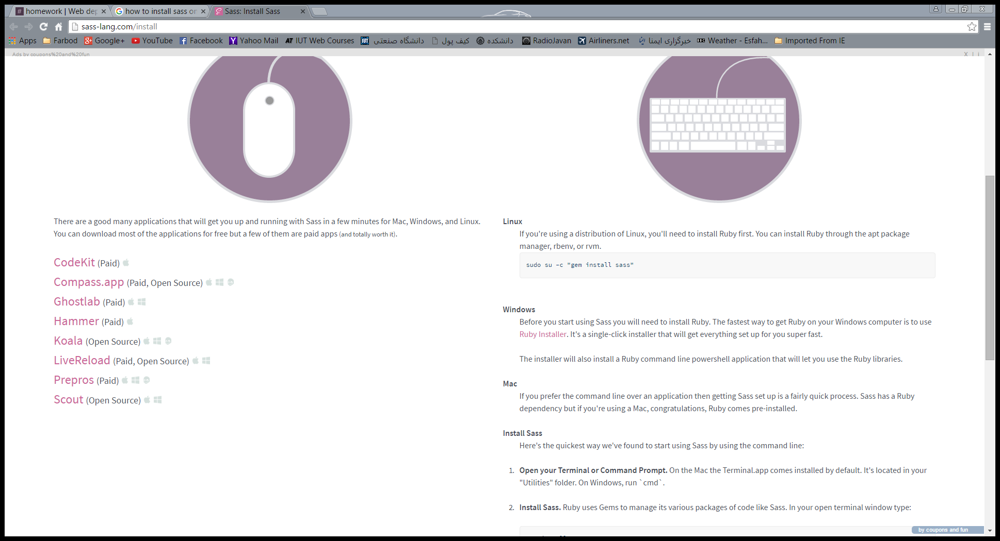 homework | Web dep
how to install sass on
Sass: Install Sass
sass-lang.com/install
Apps
Farbod
Google+
YouTube
Facebook
Yahoo Mail
IUT Web Courses
دانشگاه صنعتی
کیف پول
دانشکده
RadioJavan
Airliners.net
خبرگزاری ایمنا
BBC Weather - Esfah...
Imported From IE
Ads by coupons%20and%20fun
X | i
There are a good many applications that will get you up and running with Sass in a few minutes for Mac, Windows, and Linux.
You can download most of the applications for free but a few of them are paid apps (and totally worth it).
CodeKit (Paid)
Compass.app (Paid, Open Source)
Ghostlab (Paid)
Hammer (Paid)
Koala (Open Source)
LiveReload (Paid, Open Source)
Prepros (Paid)
Scout (Open Source)
Linux
If you're using a distribution of Linux, you'll need to install Ruby first. You can install Ruby through the apt package
manager, rbenv, or rvm.
sudo su -c "gem install sass"
Windows
Before you start using Sass you will need to install Ruby. The fastest way to get Ruby on your Windows computer is to use
Ruby Installer. It's a single-click installer that will get everything set up for you super fast.
The installer will also install a Ruby command line powershell application that will let you use the Ruby libraries.
Mac
If you prefer the command line over an application then getting Sass set up is a fairly quick process. Sass has a Ruby
dependency but if you're using a Mac, congratulations, Ruby comes pre-installed.
Install Sass
Here's the quickest way we've found to start using Sass by using the command line:
1. Open your Terminal or Command Prompt. On the Mac the Terminal.app comes installed by default. It's located in your
"Utilities" folder. On Windows, run `cmd`.
2. Install Sass. Ruby uses Gems to manage its various packages of code like Sass. In your open terminal window type:
by coupons and fun